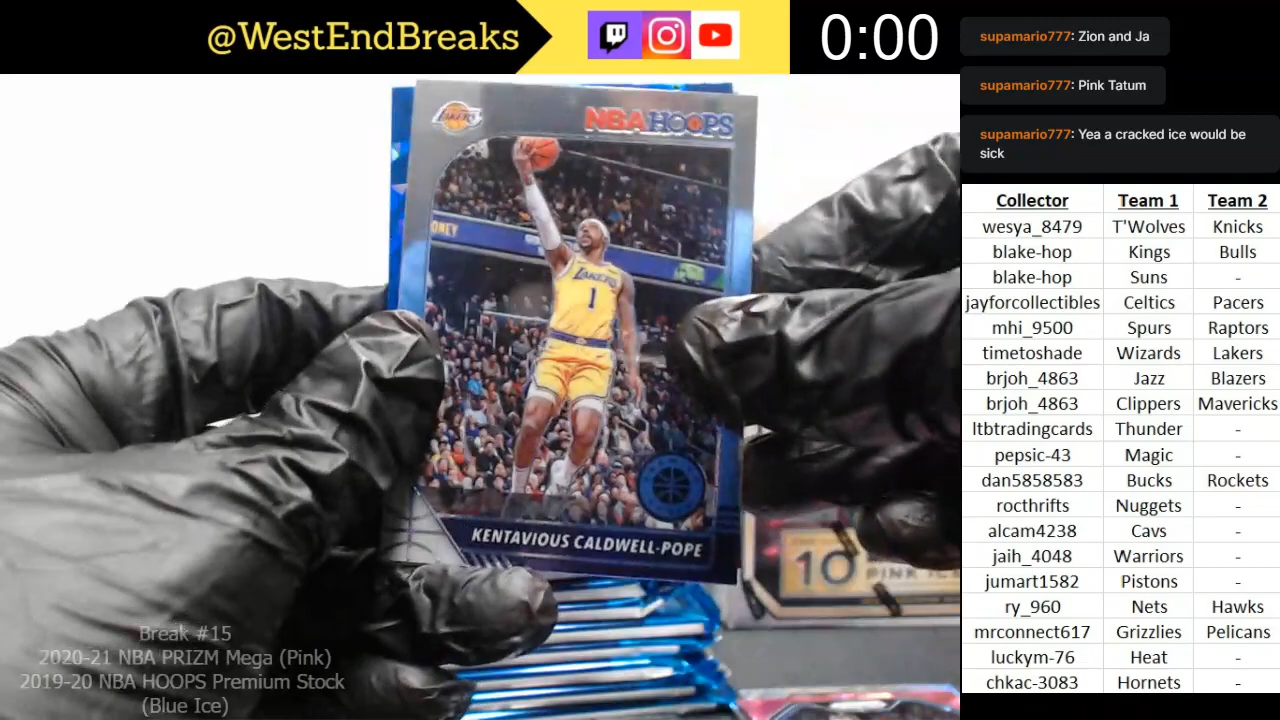 @WestEndBreaks
0:00
supamario777: Zion and Ja
supamario777: Pink Tatum
supamario777: Yea a cracked ice would be
sick
Collector Team 1 Team 2
wesya_8479 T'Wolves Knicks
blake-hop Kings Bulls
blake-hop Suns -
jayforcollectibles Celtics Pacers
mhi_9500 Spurs Raptors
timetoshade Wizards Lakers
brjoh_4863 Jazz Blazers
brjoh_4863 Clippers Mavericks
ltbtradingcards Thunder -
pepsic-43 Magic -
dan5858583 Bucks Rockets
rocthrifts Nuggets -
alcam4238 Cavs -
jaih_4048 Warriors -
jumart1582 Pistons -
ry_960 Nets Hawks
mrconnect617 Grizzlies Pelicans
luckym-76 Heat -
chkac-3083 Hornets -
LAKERS
NBA HOOPS
LAKERS
1
KENTAVIOUS CALDWELL-POPE
10
PINK ICE
Break #15
2020-21 NBA PRIZM Mega (Pink)
2019-20 NBA HOOPS Premium Stock
(Blue Ice)